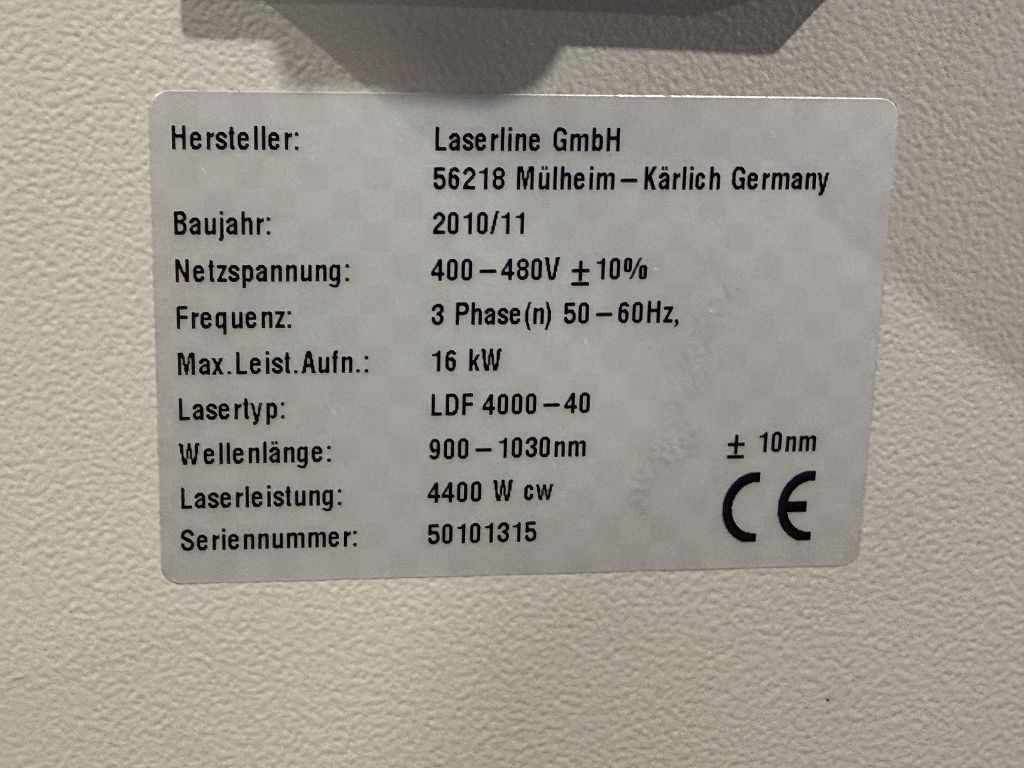 Hersteller: Laserline GmbH
56218 Mülheim–Kärlich Germany
Baujahr: 2010/11
Netzspannung: 400–480V ±10%
Frequenz: 3 Phase(n) 50–60Hz,
Max.Leist.Aufn.: 16 kW
Lasertyp: LDF 4000–40
Wellenlänge: 900–1030nm ± 10nm
Laserleistung: 4400 W cw
Seriennummer: 50101315
CE